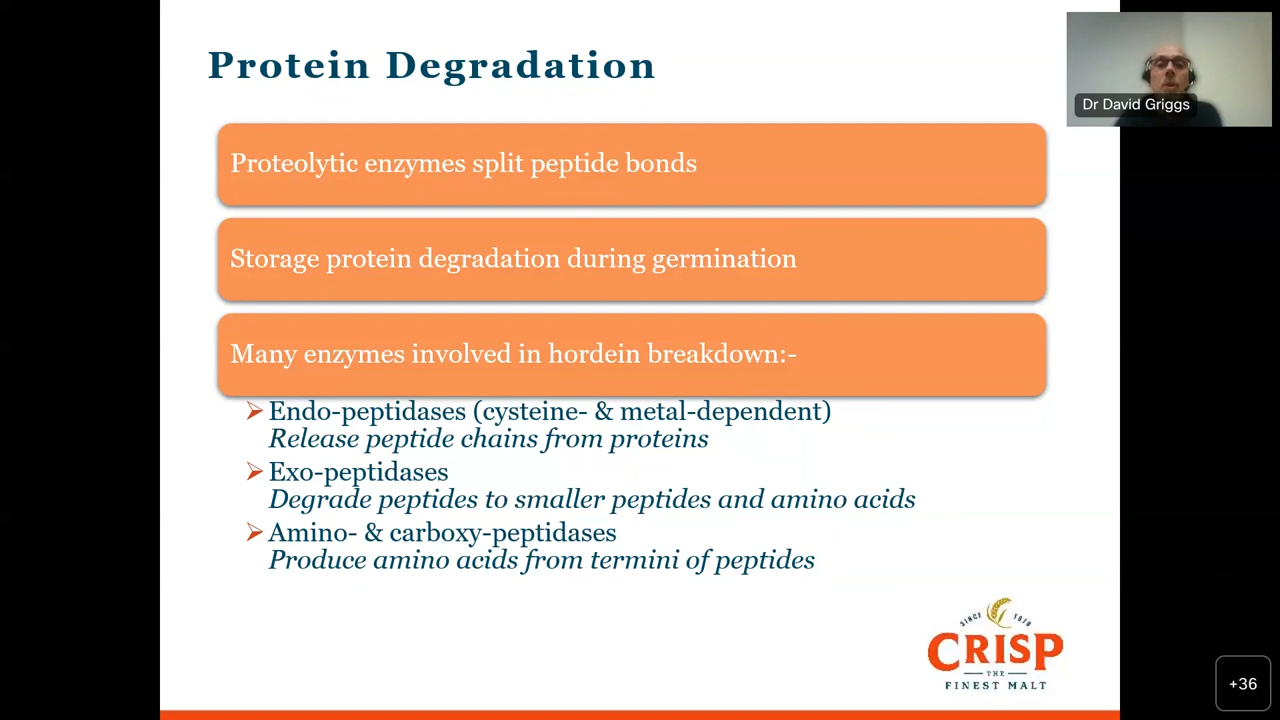 Protein Degradation
Dr David Griggs
Proteolytic enzymes split peptide bonds
Storage protein degradation during germination
Many enzymes involved in hordein breakdown:-
Endo-peptidases (cysteine- & metal-dependent)
Release peptide chains from proteins
Exo-peptidases
Degrade peptides to smaller peptides and amino acids
Amino- & carboxy-peptidases
Produce amino acids from termini of peptides
SINCE 1870
CRISP
THE
FINEST MALT
+36